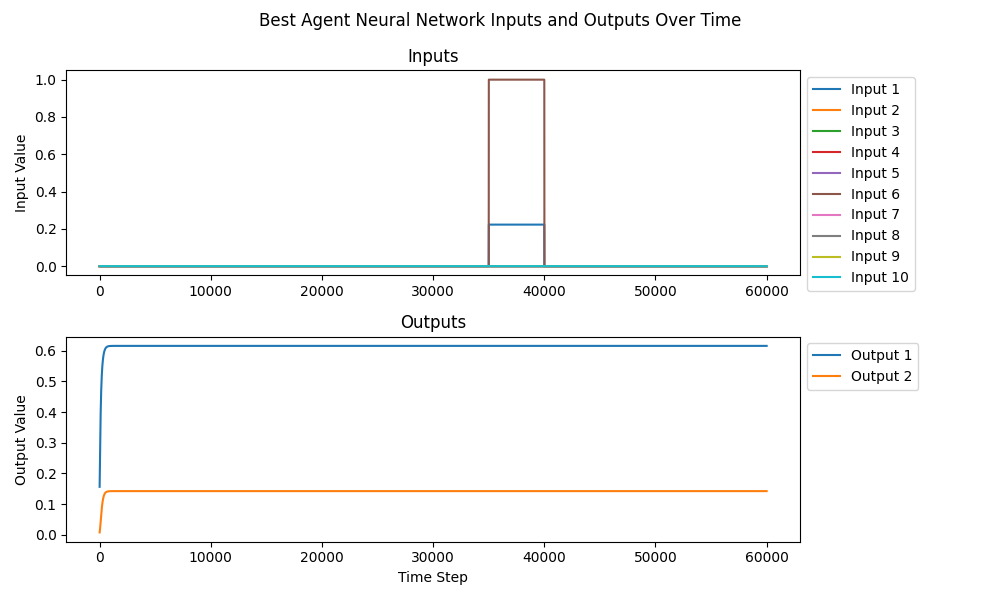 Best Agent Neural Network Inputs and Outputs Over Time
Inputs
Input Value
1.0
0.8
0.6
0.4
0.2
0.0
0 10000 20000 30000 40000 50000 60000
Input 1
Input 2
Input 3
Input 4
Input 5
Input 6
Input 7
Input 8
Input 9
Input 10
Outputs
Output Value
0.6
0.5
0.4
0.3
0.2
0.1
0.0
0 10000 20000 30000 40000 50000 60000
Time Step
Output 1
Output 2